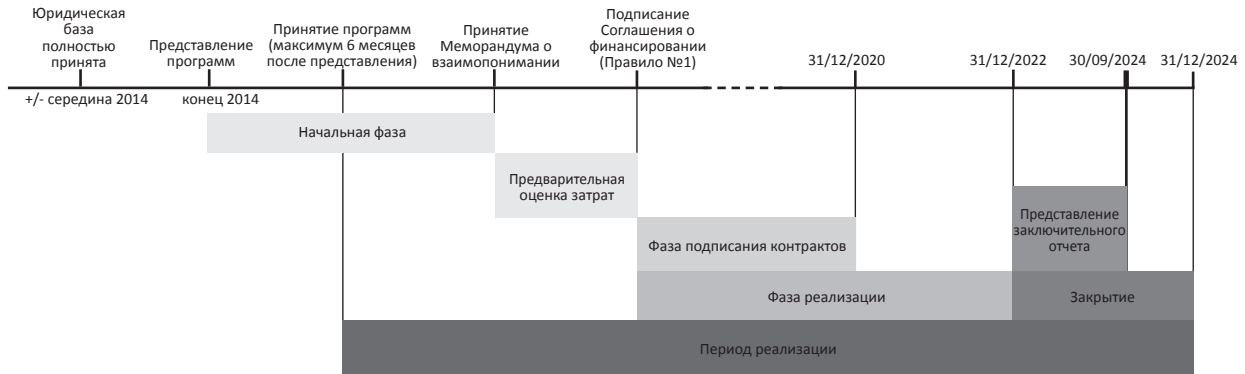 Юридическая
база
полностью
принята
Представление
программ
Принятие программ
(максимум 6 месяцев
после представления)
Принятие
Меморандума о
взаимопонимании
Подписание
Соглашения о
финансировании
(Правило №1)
31/12/2020
31/12/2022
30/09/2024
31/12/2024
+/- середина 2014
конец 2014
Начальная фаза
Предварительная
оценка затрат
Фаза подписания контрактов
Представление
заключительного
отчета
Фаза реализации
Закрытие
Период реализации